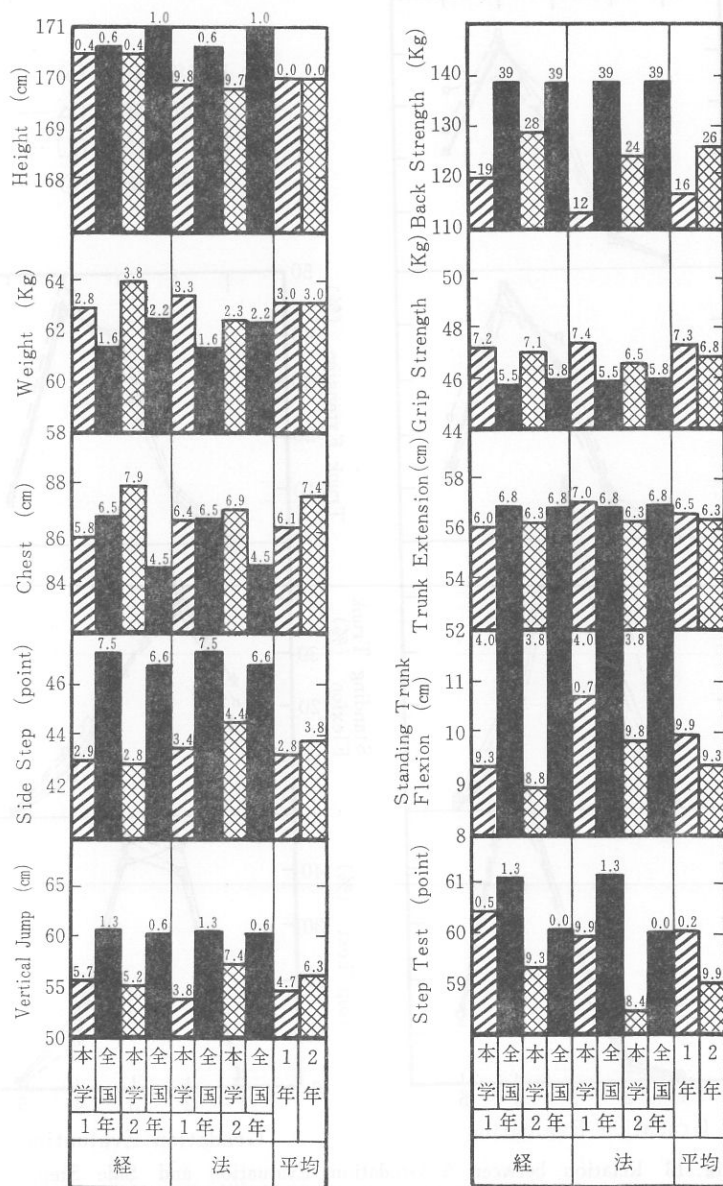 Height (cm)
171
170
169
168
0.4 0.6 0.4 1.0 9.8 0.6 9.7 1.0 0.0 0.0
Weight (Kg)
64
62
60
58
2.8 1.6 3.8 2.2 3.3 1.6 2.3 2.2 3.0 3.0
Chest (cm)
88
86
84
5.8 6.5 7.9 4.5 6.4 6.5 6.9 4.5 6.1 7.4
Side Step (point)
46
44
42
2.9 7.5 2.8 6.6 3.4 7.5 4.4 6.6 2.8 3.8
Vertical Jump (cm)
65
60
55
50
5.7 1.3 5.2 0.6 3.8 1.3 7.4 0.6 4.7 6.3
本学 全国 本学 全国 本学 全国 本学 全国 1年 2年
1年 2年 1年 2年
経 法 平均
Back Strength (Kg)
140
130
120
110
19 39 28 39 12 39 24 39 16 26
Grip Strength (Kg)
50
48
46
44
7.2 5.5 7.1 5.8 7.4 5.5 6.5 5.8 7.3 6.8
Trunk Extension (cm)
58
56
54
52
6.0 6.8 6.3 6.8 7.0 6.8 6.3 6.8 6.5 6.3
Standing Trunk
Flexion (cm)
11
10
9
8
9.3 4.0 8.8 3.8 0.7 4.0 9.8 3.8 9.9 9.3
Step Test (point)
61
60
59
0.5 1.3 9.3 0.0 9.9 1.3 8.4 0.0 0.2 9.9
本学 全国 本学 全国 本学 全国 本学 全国 1年 2年
1年 2年 1年 2年
経 法 平均